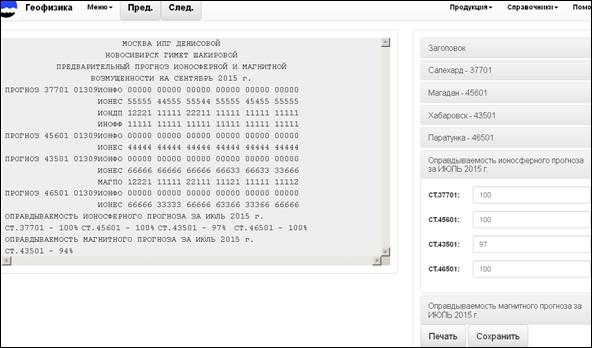 Геофизика Меню Пред. След. Продукция Справочники Помо
МОСКВА ИПГ ДЕНИСОВОЙ
НОВОСИБИРСК ГИМЕТ ШАКИРОВОЙ
ПРЕДВАРИТЕЛЬНЫЙ ПРОГНОЗ ИОНОСФЕРНОЙ И МАГНИТНОЙ
ВОЗМУЩЕННОСТИ НА СЕНТЯБРЬ 2015 г.
ПРОГНОЗ 37701 01309ИОНФО 00000 00000 00000 00000 00000 00000
ИОНЕС 55555 44555 55544 55555 45455 55555
ИОНДП 12221 11111 22211 11111 11111 11111
ИНОФФ 11111 11111 11111 11111 11111 11111
ПРОГНОЗ 45601 01309ИОНФО 00000 00000 00000 00000 00000 00000
ИОНЕС 44444 44444 44444 44444 44444 44444
ПРОГНОЗ 43501 01309ИОНФО 00000 00000 00000 00000 00000 00000
ИОНЕС 66666 66666 66666 66633 66633 33666
МАГПО 12221 11111 22111 11121 11111 11112
ПРОГНОЗ 46501 01309ИОНФО 00000 00000 00000 00000 00000 00000
ИОНЕС 66666 33333 66666 63366 33366 66666
ОПРАВДЫВАЕМОСТЬ ИОНОСФЕРНОГО ПРОГНОЗА ЗА ИЮЛЬ 2015 г.
СТ.37701 - 100% СТ.45601 - 100% СТ.43501 - 97% СТ.46501 - 100%
ОПРАВДЫВАЕМОСТЬ МАГНИТНОГО ПРОГНОЗА ЗА ИЮЛЬ 2015 г.
СТ.43501 - 94%
Заголовок
Салехард - 37701
Магадан - 45601
Хабаровск - 43501
Паратунка - 46501
Оправдываемость ионосферного прогноза
за ИЮЛЬ 2015 г.
СТ.37701: 100
СТ.45601: 100
СТ.43501: 97
СТ.46501: 100
Оправдываемость магнитного прогноза за
ИЮЛЬ 2015 г.
Печать Сохранить